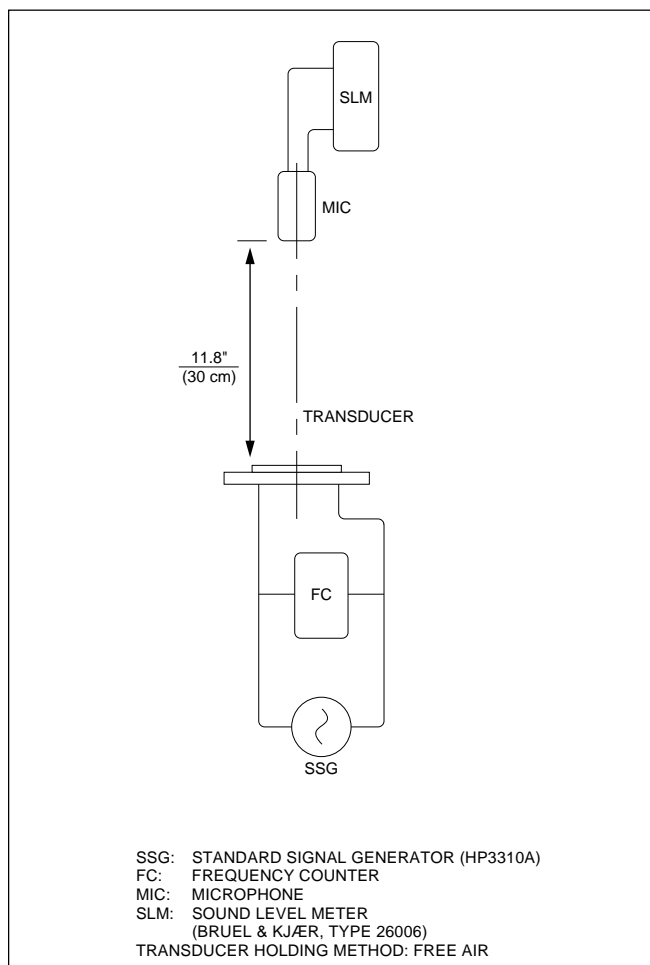 SLM
MIC
11.8"
(30 cm)
TRANSDUCER
FC
SSG
SSG: STANDARD SIGNAL GENERATOR (HP3310A)
FC: FREQUENCY COUNTER
MIC: MICROPHONE
SLM: SOUND LEVEL METER
(BRUEL & KJÆR, TYPE 26006)
TRANSDUCER HOLDING METHOD: FREE AIR